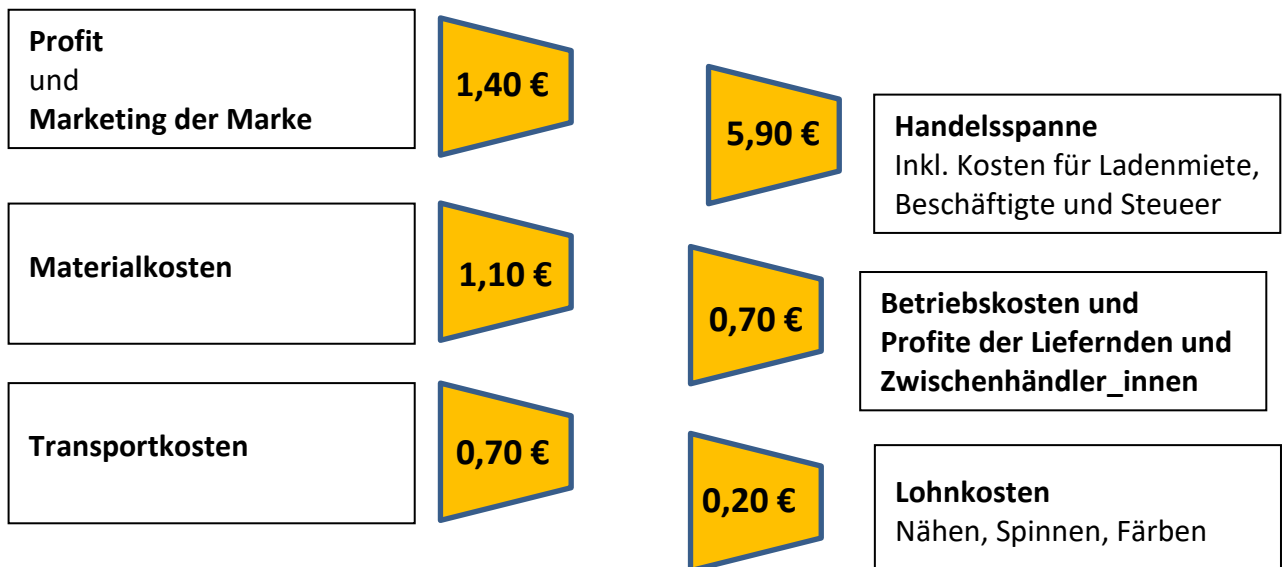 Profit
und
Marketing der Marke
1,40 €
5,90 €
Handelsspanne
Inkl. Kosten für Ladenmiete,
Beschäftigte und Steueer
Materialkosten
1,10 €
0,70 €
Betriebskosten und
Profite der Liefernden und
Zwischenhändler_innen
Transportkosten
0,70 €
0,20 €
Lohnkosten
Nähen, Spinnen, Färben